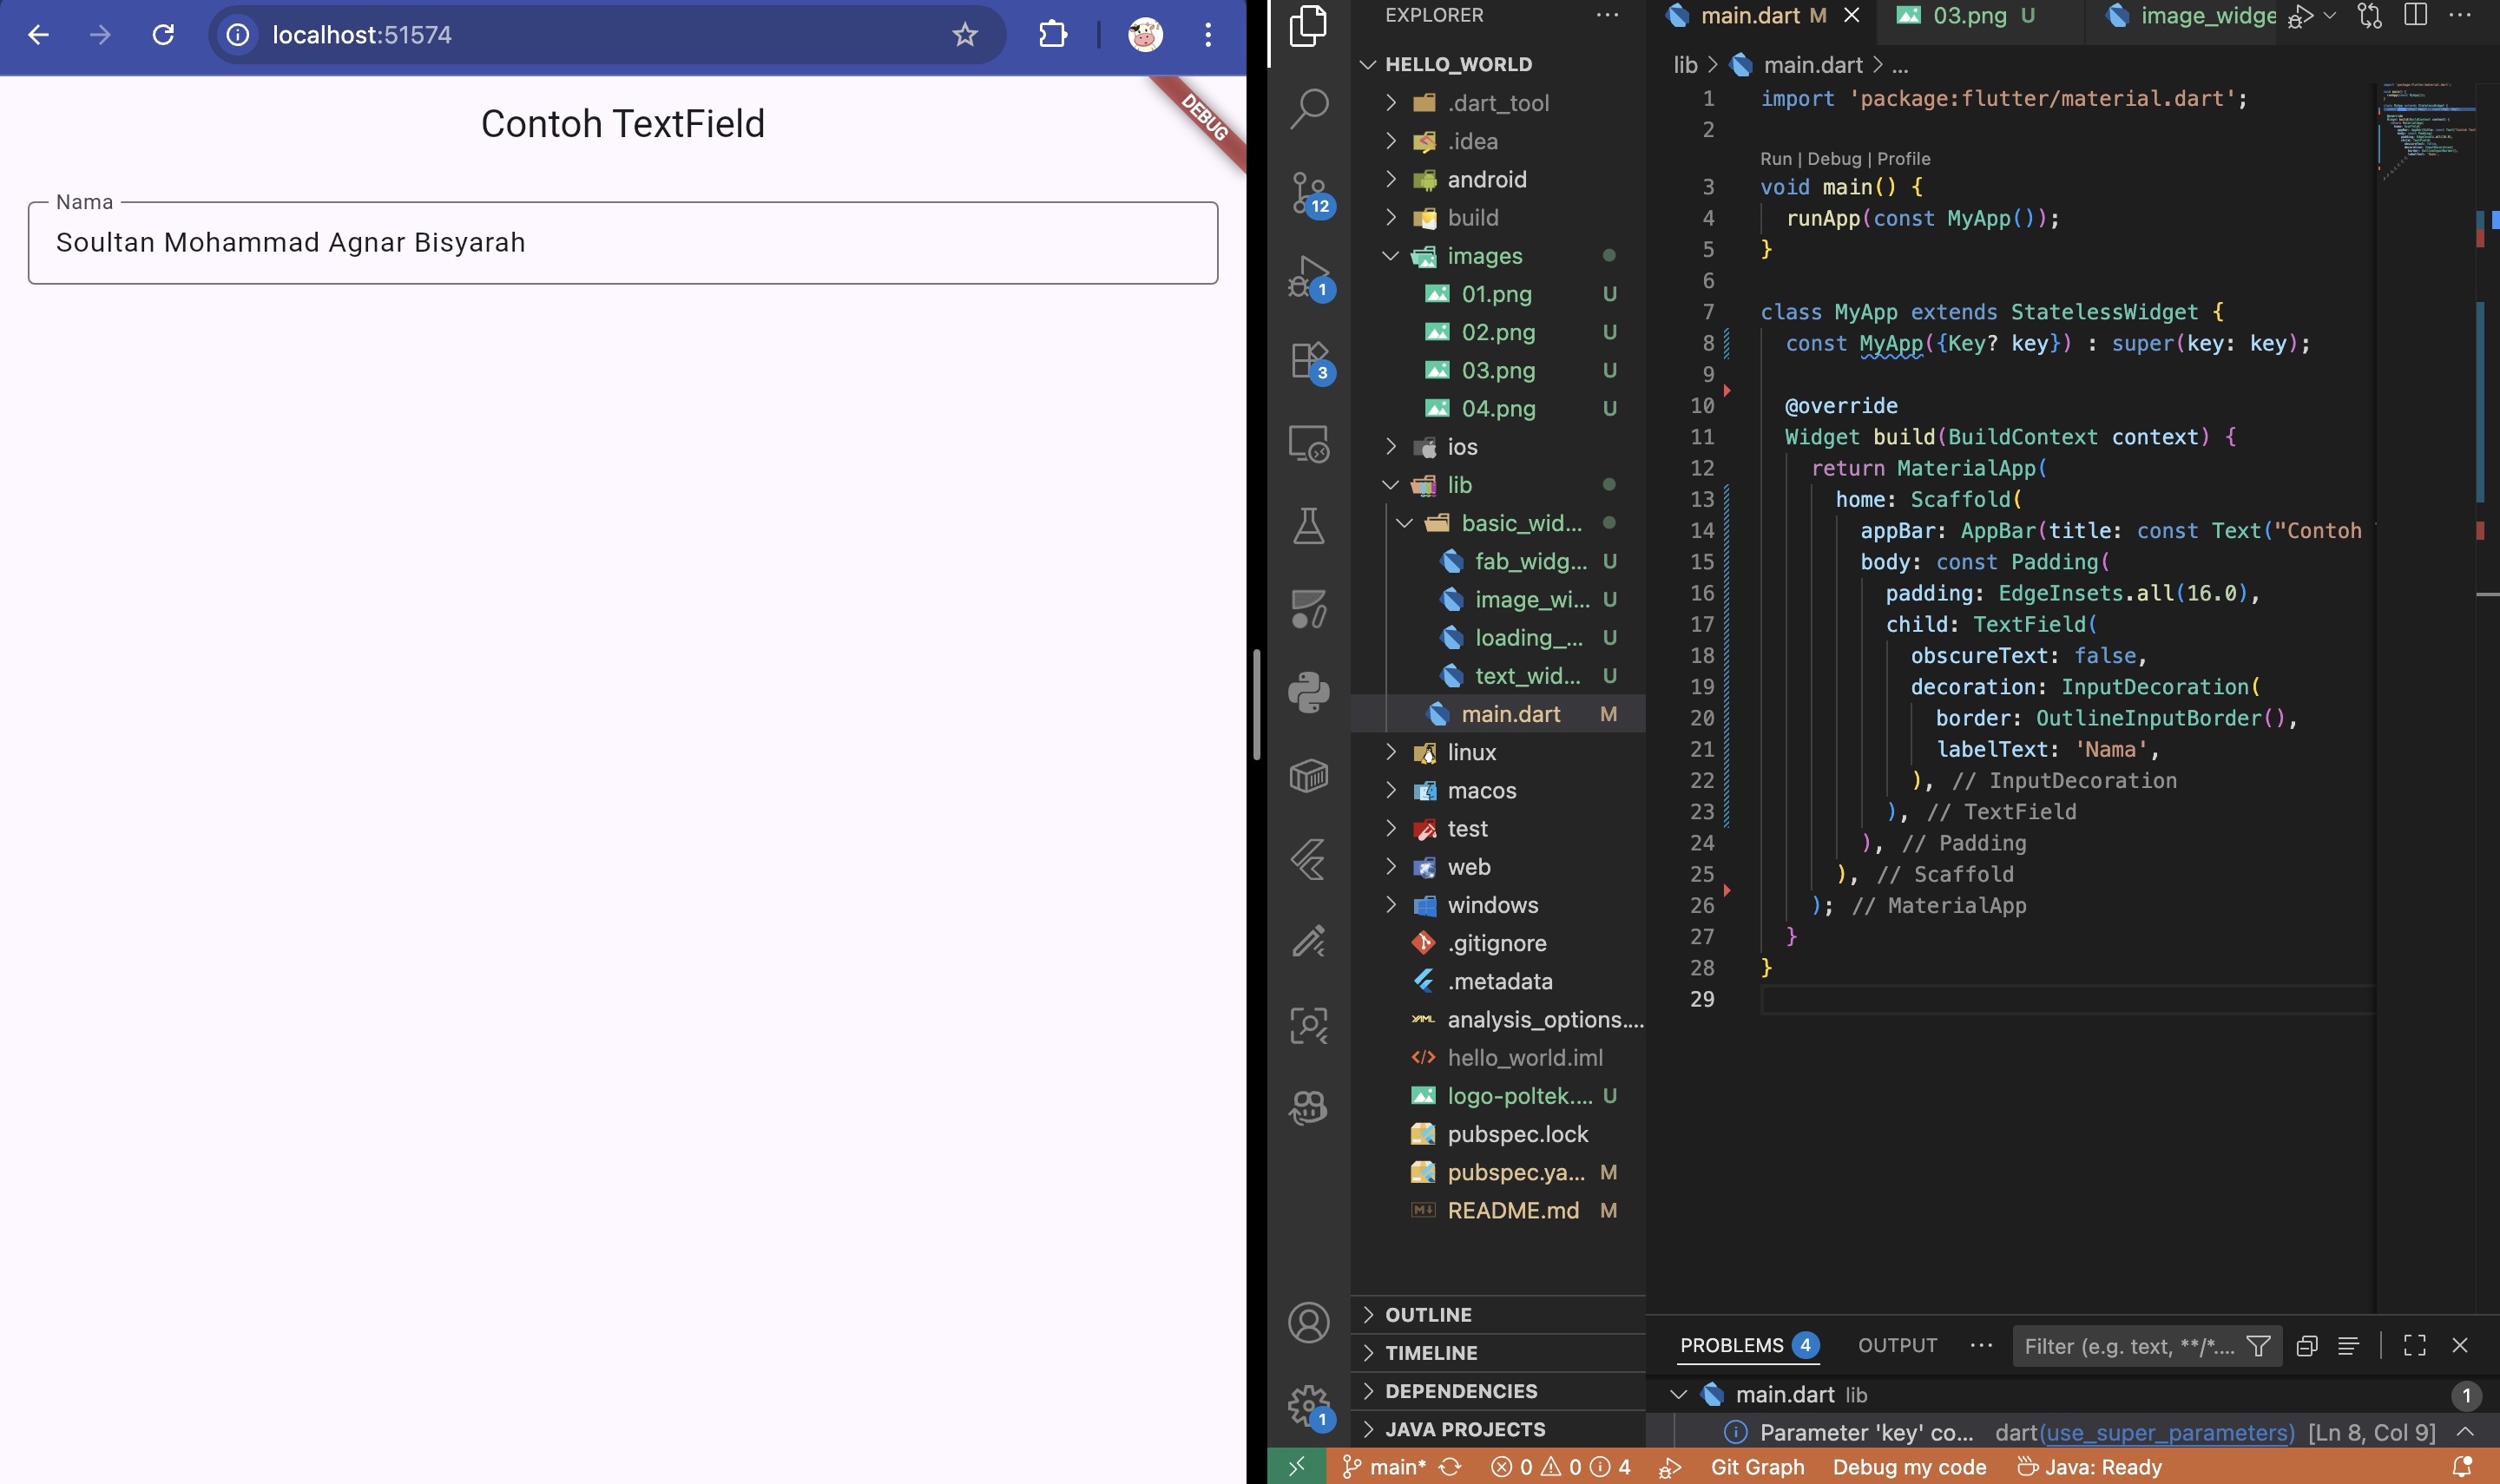 localhost:51574
DEBUG
Contoh TextField
Nama
Soultan Mohammad Agnar Bisyarah
12
1
3
1
EXPLORER
HELLO_WORLD
.dart_tool
.idea
android
build
images
01.png U
02.png U
03.png U
04.png U
ios
lib
basic_wid...
fab_widg... U
image_wi... U
loading_... U
text_wid... U
main.dart M
linux
macos
test
web
windows
.gitignore
.metadata
analysis_options....
hello_world.iml
logo-poltek.... U
pubspec.lock
pubspec.ya... M
README.md M
OUTLINE
TIMELINE
DEPENDENCIES
JAVA PROJECTS
main.dart M 03.png U image_widge
lib > main.dart > ...
1 import 'package:flutter/material.dart';
2
Run | Debug | Profile
3 void main() {
4 runApp(const MyApp());
5 }
6
7 class MyApp extends StatelessWidget {
8 const MyApp({Key? key}) : super(key: key);
9
10 @override
11 Widget build(BuildContext context) {
12 return MaterialApp(
13 home: Scaffold(
14 appBar: AppBar(title: const Text("Contoh
15 body: const Padding(
16 padding: EdgeInsets.all(16.0),
17 child: TextField(
18 obscureText: false,
19 decoration: InputDecoration(
20 border: OutlineInputBorder(),
21 labelText: 'Nama',
22 ), // InputDecoration
23 ), // TextField
24 ), // Padding
25 ), // Scaffold
26 ); // MaterialApp
27 }
28 }
29
PROBLEMS 4 OUTPUT ... Filter (e.g. text, **/*....
main.dart lib 1
Parameter 'key' co... dart(use_super_parameters) [Ln 8, Col 9]
main* 0 0 4 Git Graph Debug my code Java: Ready